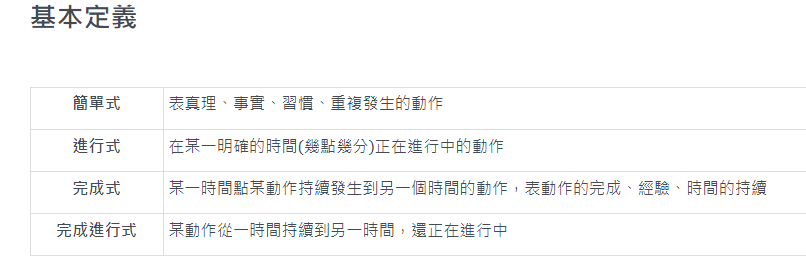 基本定義
簡單式 表真理、事實、習慣、重複發生的動作
進行式 在某一明確的時間(幾點幾分)正在進行中的動作
完成式 某一時間點某動作持續發生到另一個時間的動作，表動作的完成、經驗、時間的持續
完成進行式 某動作從一時間持續到另一時間，還正在進行中